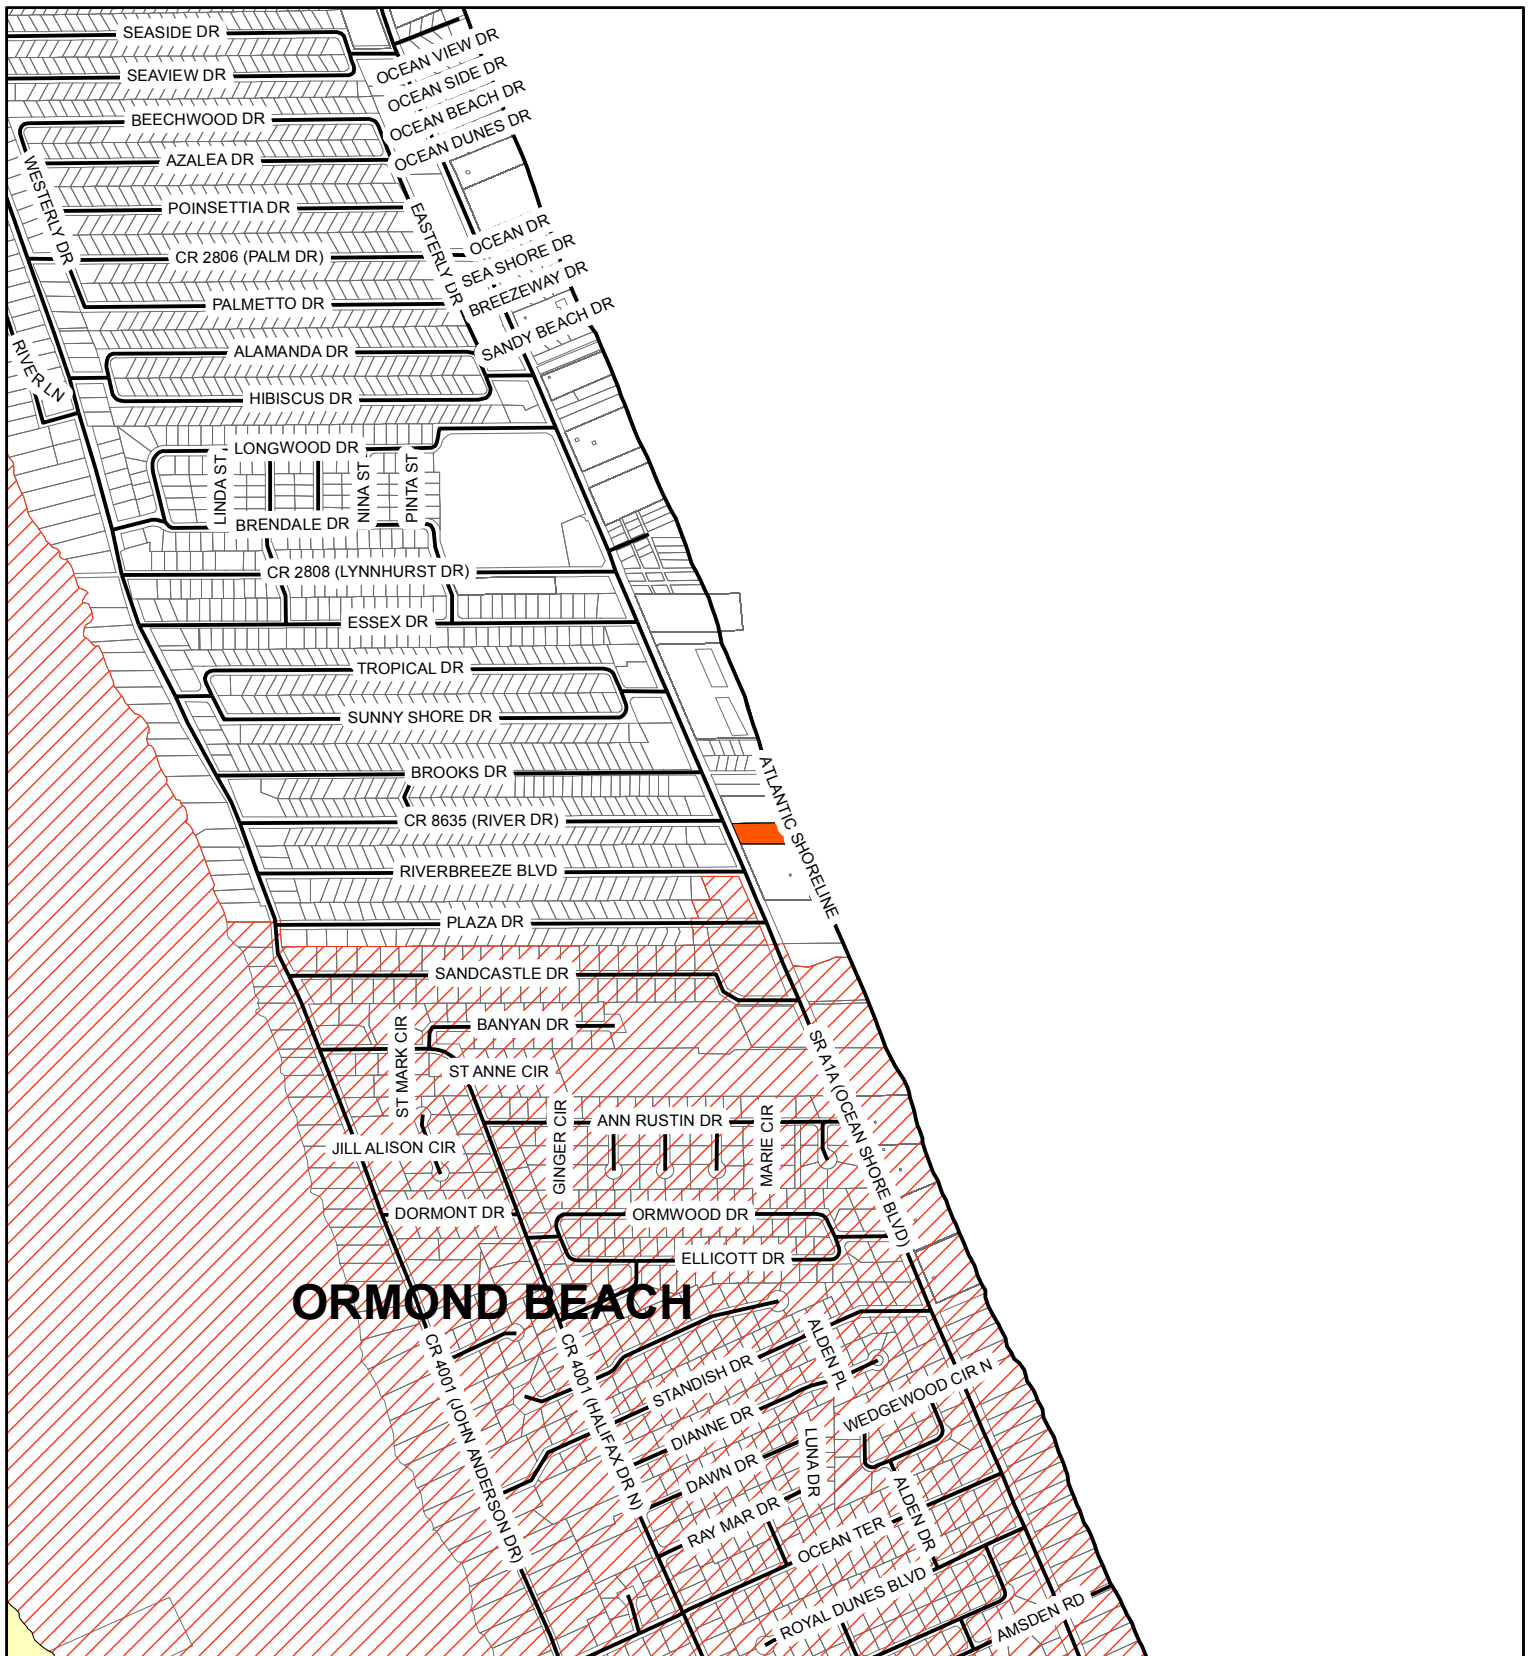 SEASIDE DR
OCEAN VIEW DR
SEAVIEW DR
OCEAN SIDE DR
OCEAN BEACH DR
BEECHWOOD DR
OCEAN DUNES DR
AZALEA DR
WESTERLY DR
POINSETTIA DR
EASTERLY DR
OCEAN DR
CR 2806 (PALM DR)
SEA SHORE DR
BREEZEWAY DR
PALMETTO DR
SANDY BEACH DR
ALAMANDA DR
RIVER LN
HIBISCUS DR
LONGWOOD DR
LINDA ST
NINA ST
PINTA ST
BRENDALE DR
CR 2808 (LYNNHURST DR)
ESSEX DR
TROPICAL DR
SUNNY SHORE DR
BROOKS DR
ATLANTIC SHORELINE
CR 8635 (RIVER DR)
RIVERBREEZE BLVD
PLAZA DR
SANDCASTLE DR
BANYAN DR
ST MARK CIR
ST ANNE CIR
SR A1A (OCEAN SHORE BLVD)
ANN RUSTIN DR
GINGER CIR
MARIE CIR
JILL ALISON CIR
DORMONT DR
ORMWOOD DR
ELLICOTT DR
ORMOND BEACH
CR 4001 (JOHN ANDERSON DR)
CR 4001 (HALIFAX DR N)
ALDEN PL
STANDISH DR
WEDGEWOOD CIR N
DIANNE DR
LUNA DR
DAWN DR
ALDEN DR
RAY MAR DR
OCEAN TER
ROYAL DUNES BLVD
AMSDEN RD